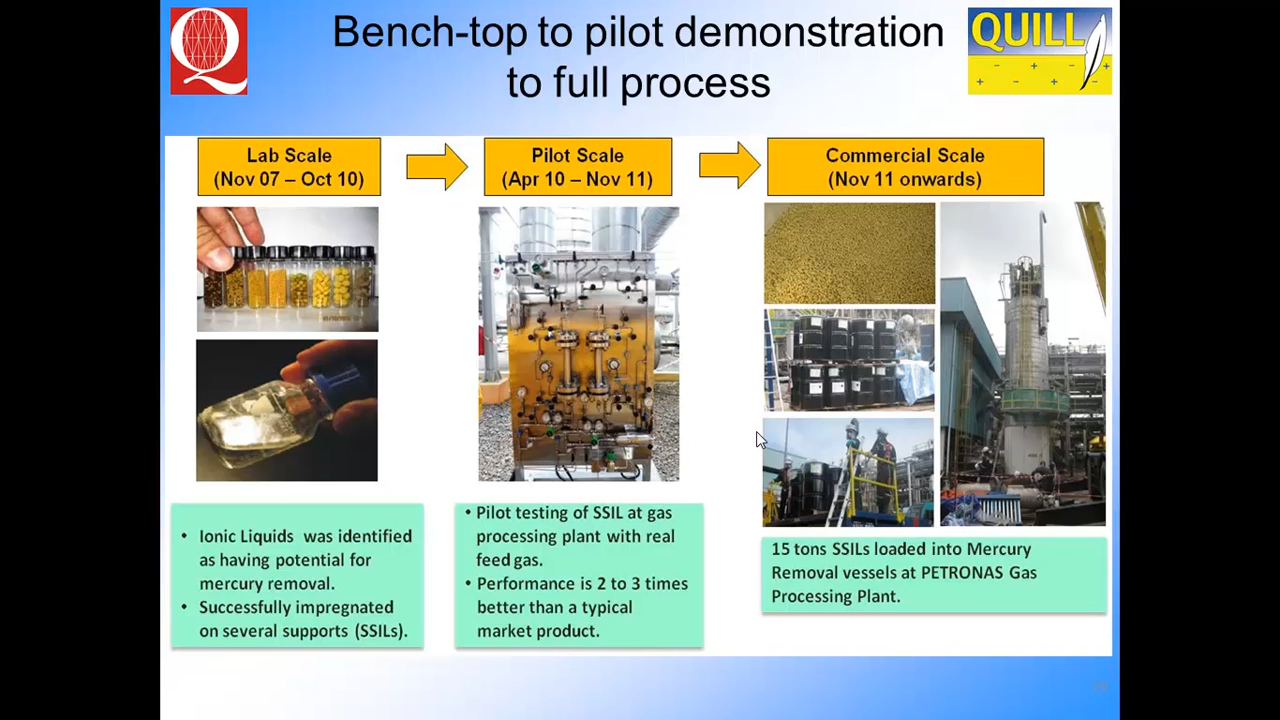 Bench-top to pilot demonstration
to full process
QUILL
Lab Scale
(Nov 07 – Oct 10)
Pilot Scale
(Apr 10 – Nov 11)
Commercial Scale
(Nov 11 onwards)
• Ionic Liquids was identified
as having potential for
mercury removal.
• Successfully impregnated
on several supports (SSILs).
• Pilot testing of SSIL at gas
processing plant with real
feed gas.
• Performance is 2 to 3 times
better than a typical
market product.
15 tons SSILs loaded into Mercury
Removal vessels at PETRONAS Gas
Processing Plant.